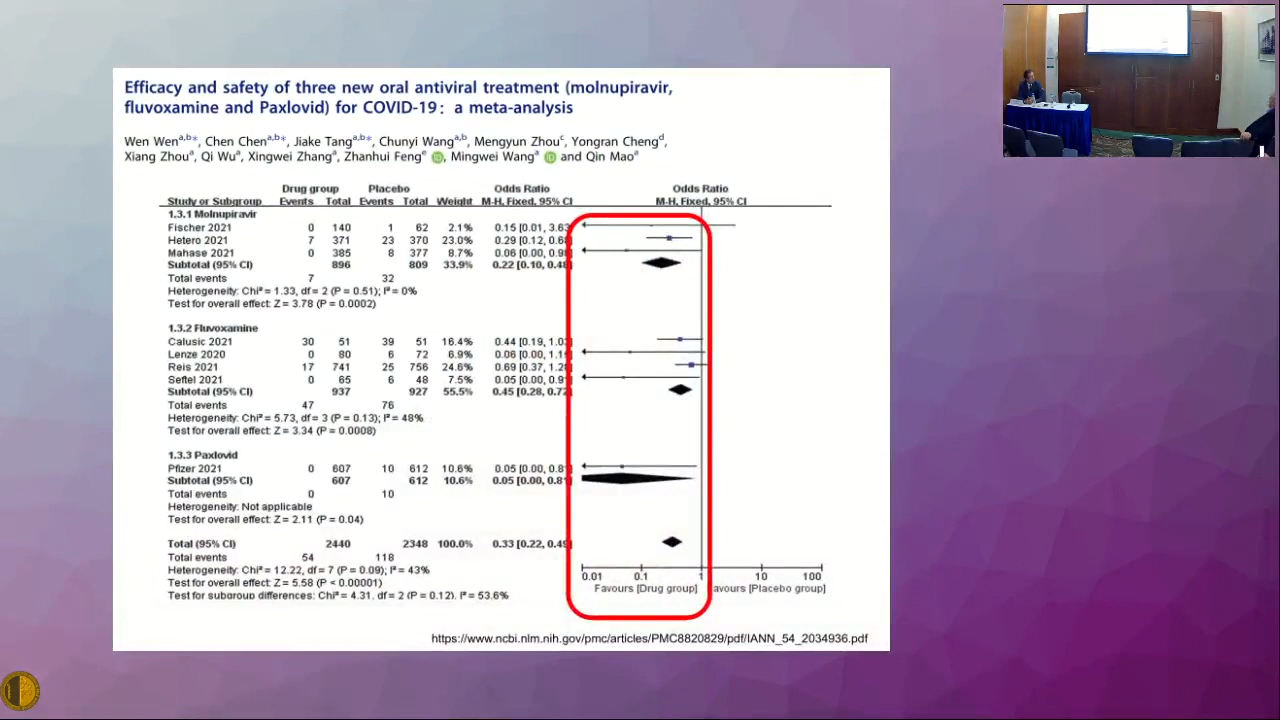 Efficacy and safety of three new oral antiviral treatment (molnupiravir,
fluvoxamine and Paxlovid) for COVID-19: a meta-analysis
Wen Wena,b*, Chen Chena,b*, Jiake Tanga,b*, Chunyi Wanga,b, Mengyun Zhouc, Yongran Chengd,
Xiang Zhoua, Qi Wua, Xingwei Zhanga, Zhanhui Fenge iD, Mingwei Wanga iD and Qin Maoa
Drug group Placebo Odds Ratio Odds Ratio
Study or Subgroup Events Total Events Total Weight M-H, Fixed, 95% CI M-H, Fixed, 95% CI
1.3.1 Molnupiravir
Fischer 2021 0 140 1 62 2.1% 0.15 [0.01, 3.63
Hetero 2021 7 371 23 370 23.0% 0.29 [0.12, 0.68
Mahase 2021 0 385 8 377 8.7% 0.06 [0.00, 0.98
Subtotal (95% CI) 896 809 33.9% 0.22 [0.10, 0.48
Total events 7 32
Heterogeneity: Chi² = 1.33, df = 2 (P = 0.51); I² = 0%
Test for overall effect: Z = 3.78 (P = 0.0002)
1.3.2 Fluvoxamine
Calusic 2021 30 51 39 51 16.4% 0.44 [0.19, 1.03
Lenze 2020 0 80 6 72 6.9% 0.06 [0.00, 1.15
Reis 2021 17 741 25 756 24.6% 0.69 [0.37, 1.28
Seftel 2021 0 65 6 48 7.5% 0.05 [0.00, 0.91
Subtotal (95% CI) 937 927 55.5% 0.45 [0.28, 0.72
Total events 47 76
Heterogeneity: Chi² = 5.73, df = 3 (P = 0.13); I² = 48%
Test for overall effect: Z = 3.34 (P = 0.0008)
1.3.3 Paxlovid
Pfizer 2021 0 607 10 612 10.6% 0.05 [0.00, 0.81
Subtotal (95% CI) 607 612 10.6% 0.05 [0.00, 0.81
Total events 0 10
Heterogeneity: Not applicable
Test for overall effect: Z = 2.11 (P = 0.04)
Total (95% CI) 2440 2348 100.0% 0.33 [0.22, 0.49
Total events 54 118
Heterogeneity: Chi² = 12.22, df = 7 (P = 0.09); I² = 43%
Test for overall effect: Z = 5.58 (P < 0.00001)
Test for subgroup differences: Chi² = 4.31, df = 2 (P = 0.12), I² = 53.6%
0.01 0.1 1 10 100
Favours [Drug group] avours [Placebo group]
https://www.ncbi.nlm.nih.gov/pmc/articles/PMC8820829/pdf/IANN_54_2034936.pdf